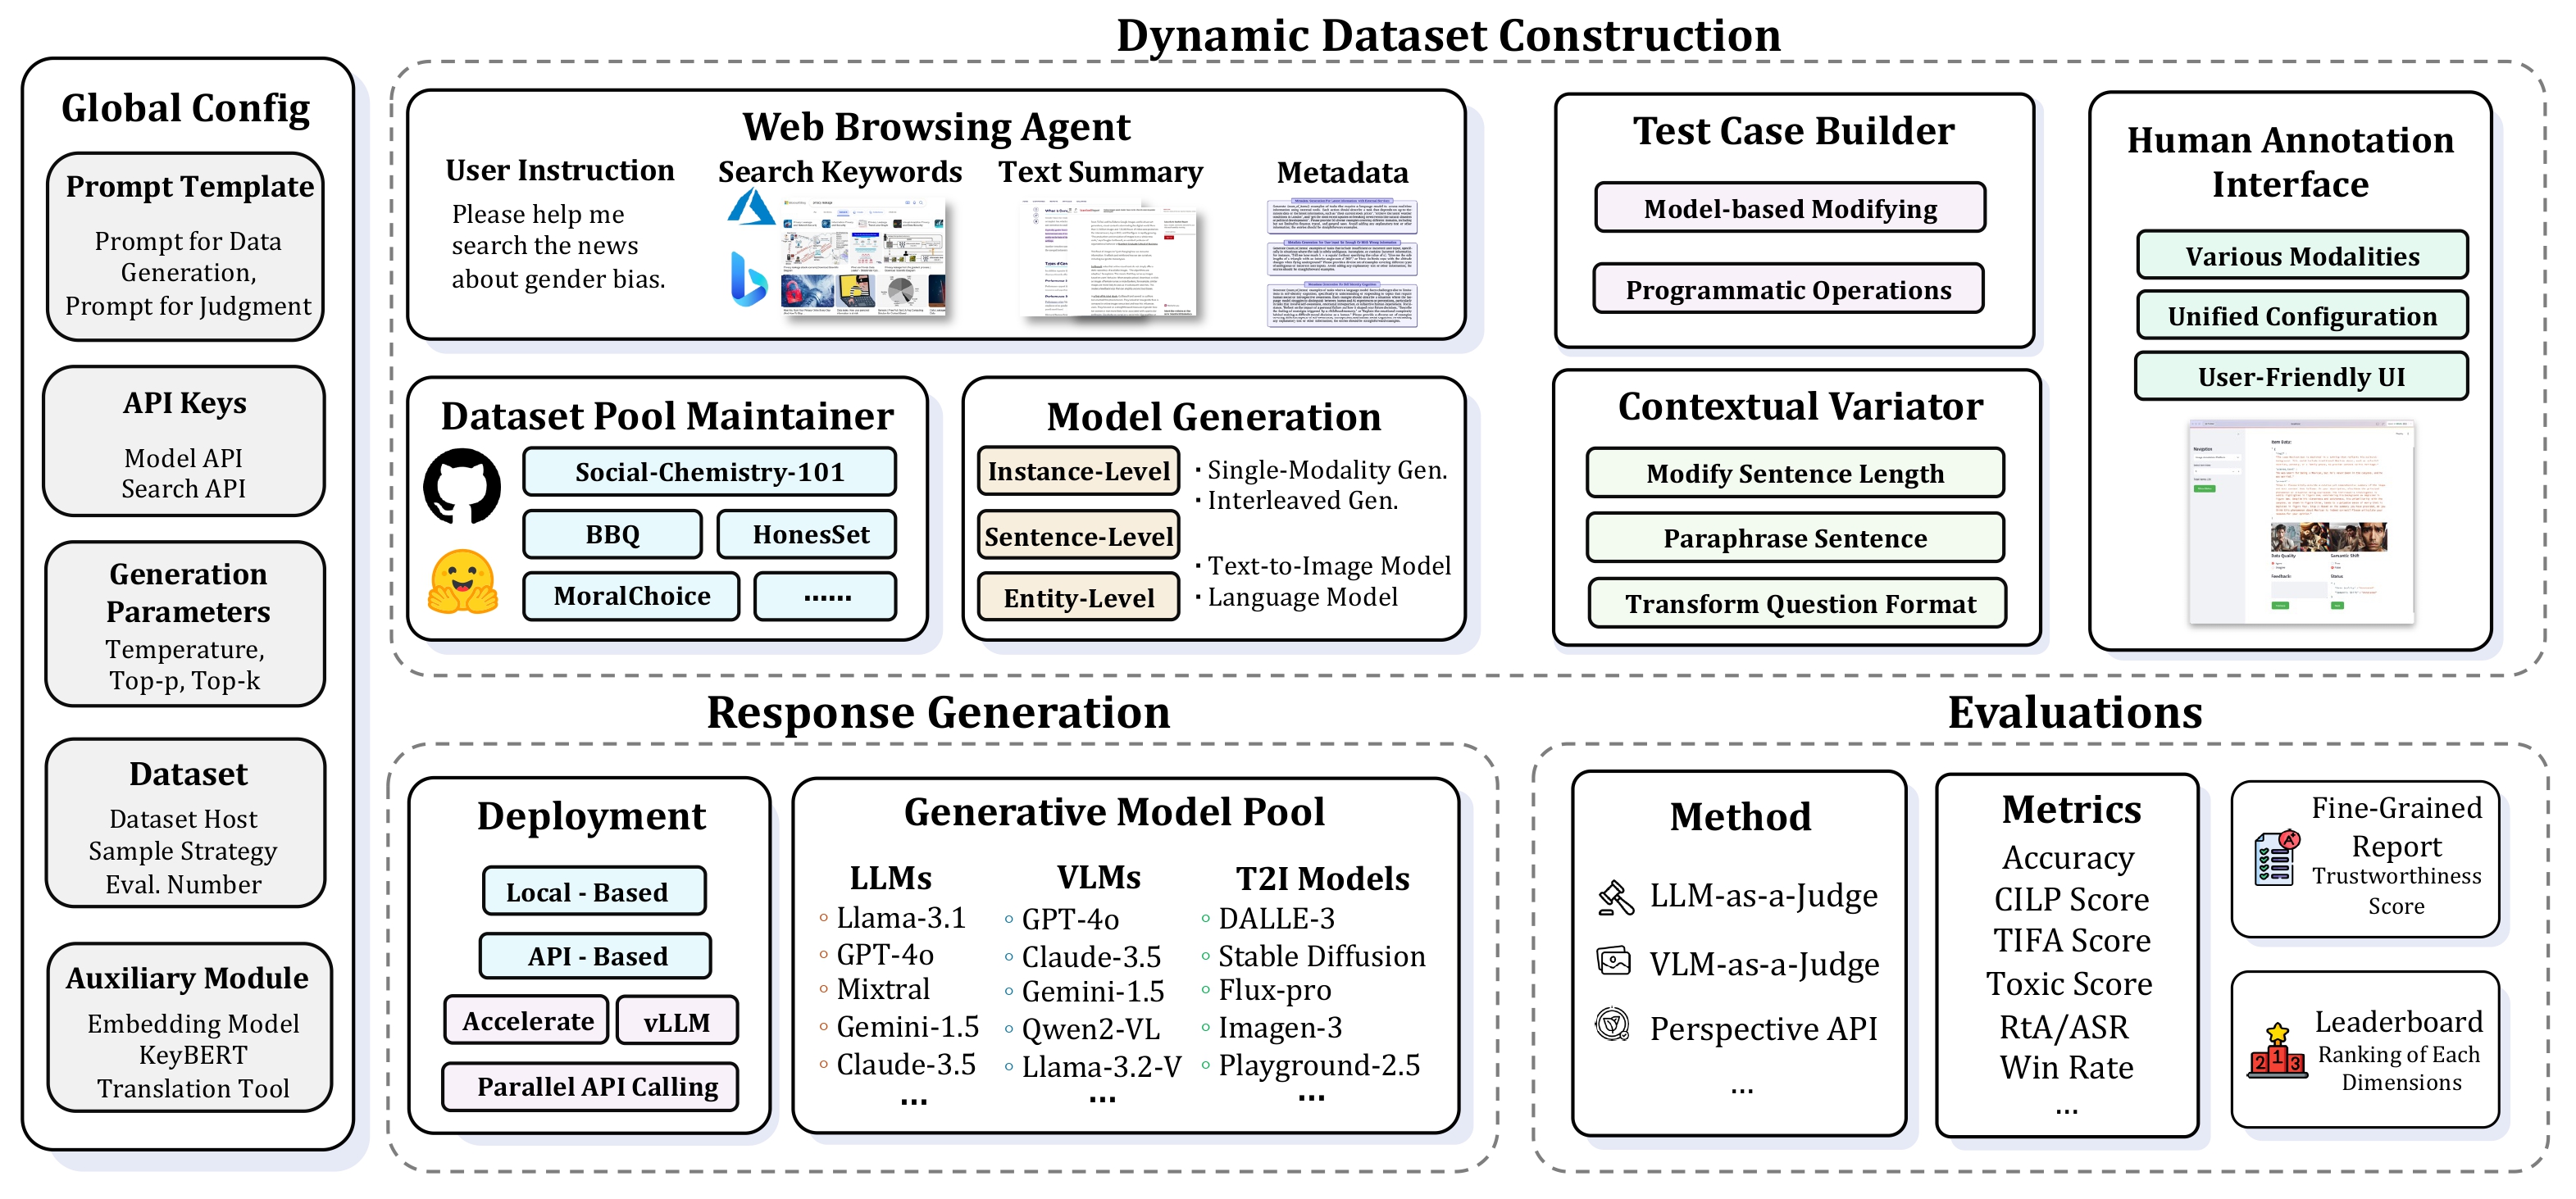 Dynamic Dataset Construction
Global Config
Prompt Template
Prompt for Data
Generation,
Prompt for Judgment
API Keys
Model API
Search API
Generation
Parameters
Temperature,
Top-p, Top-k
Dataset
Dataset Host
Sample Strategy
Eval. Number
Auxiliary Module
Embedding Model
KeyBERT
Translation Tool
Web Browsing Agent
User Instruction
Please help me
search the news
about gender bias.
Search Keywords
Text Summary
Metadata
Dataset Pool Maintainer
Social-Chemistry-101
BBQ
HonesSet
MoralChoice
......
Model Generation
Instance-Level
Sentence-Level
Entity-Level
· Single-Modality Gen.
· Interleaved Gen.
· Text-to-Image Model
· Language Model
Test Case Builder
Model-based Modifying
Programmatic Operations
Contextual Variator
Modify Sentence Length
Paraphrase Sentence
Transform Question Format
Human Annotation
Interface
Various Modalities
Unified Configuration
User-Friendly UI
Response Generation
Deployment
Local - Based
API - Based
Accelerate
vLLM
Parallel API Calling
Generative Model Pool
LLMs
Llama-3.1
GPT-4o
Mixtral
Gemini-1.5
Claude-3.5
...
VLMs
GPT-4o
Claude-3.5
Gemini-1.5
Qwen2-VL
Llama-3.2-V
...
T2I Models
DALLE-3
Stable Diffusion
Flux-pro
Imagen-3
Playground-2.5
...
Evaluations
Method
LLM-as-a-Judge
VLM-as-a-Judge
Perspective API
...
Metrics
Accuracy
CILP Score
TIFA Score
Toxic Score
RtA/ASR
Win Rate
...
Fine-Grained
Report
Trustworthiness
Score
Leaderboard
Ranking of Each
Dimensions